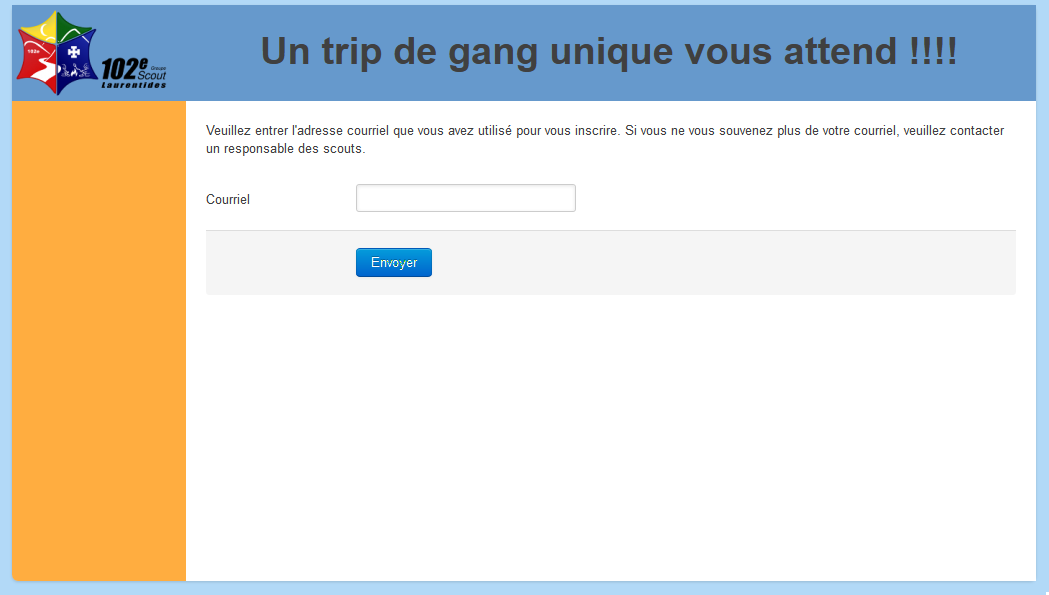 102e
102e
Groupe
Scout
Laurentides
Un trip de gang unique vous attend !!!!
Veuillez entrer l'adresse courriel que vous avez utilisé pour vous inscrire. Si vous ne vous souvenez plus de votre courriel, veuillez contacter
un responsable des scouts.
Courriel
Envoyer